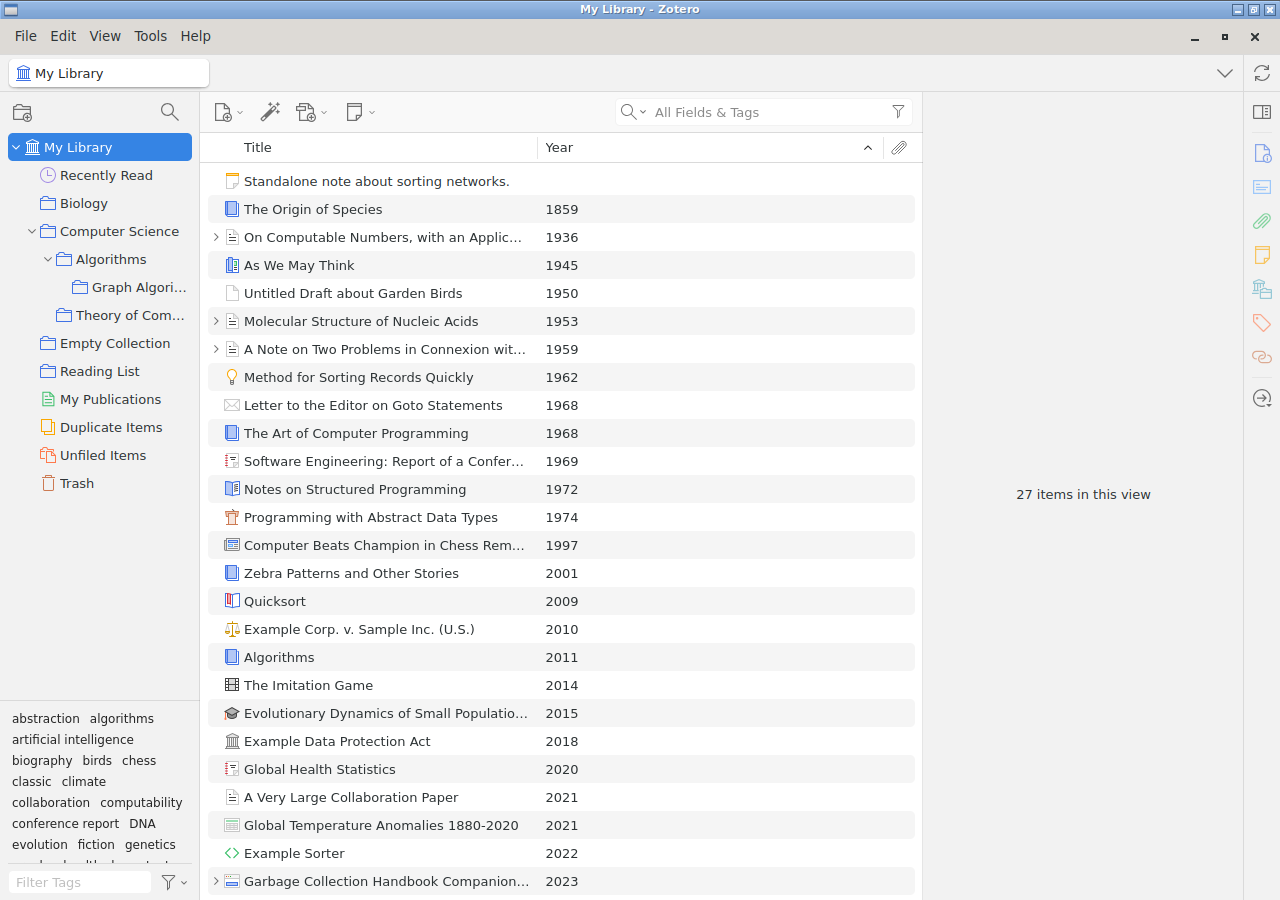 My Library - Zotero
File Edit View Tools Help
My Library
All Fields & Tags
My Library
Recently Read
Biology
Computer Science
Algorithms
Graph Algori...
Theory of Com...
Empty Collection
Reading List
My Publications
Duplicate Items
Unfiled Items
Trash
Title Year
Standalone note about sorting networks.
The Origin of Species 1859
On Computable Numbers, with an Applic... 1936
As We May Think 1945
Untitled Draft about Garden Birds 1950
Molecular Structure of Nucleic Acids 1953
A Note on Two Problems in Connexion wit... 1959
Method for Sorting Records Quickly 1962
Letter to the Editor on Goto Statements 1968
The Art of Computer Programming 1968
Software Engineering: Report of a Confer... 1969
Notes on Structured Programming 1972
Programming with Abstract Data Types 1974
Computer Beats Champion in Chess Rem... 1997
Zebra Patterns and Other Stories 2001
Quicksort 2009
Example Corp. v. Sample Inc. (U.S.) 2010
Algorithms 2011
The Imitation Game 2014
Evolutionary Dynamics of Small Populatio... 2015
Example Data Protection Act 2018
Global Health Statistics 2020
A Very Large Collaboration Paper 2021
Global Temperature Anomalies 1880-2020 2021
Example Sorter 2022
Garbage Collection Handbook Companion... 2023
27 items in this view
abstraction algorithms
artificial intelligence
biography birds chess
classic climate
collaboration computability
conference report DNA
evolution fiction genetics
Filter Tags